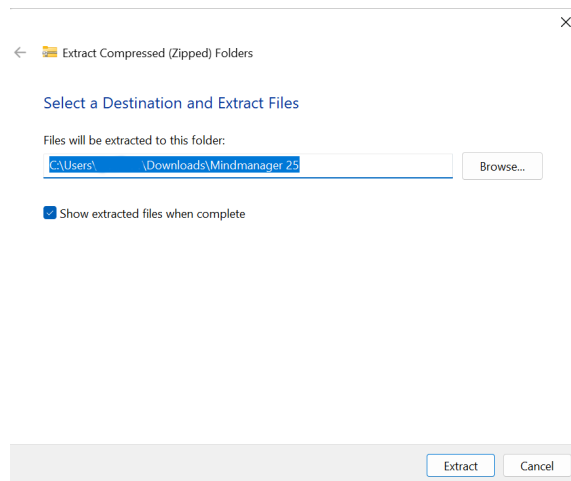 Extract Compressed (Zipped) Folders
Select a Destination and Extract Files
Files will be extracted to this folder:
C:\Users\ \Downloads\Mindmanager 25
Browse...
Show extracted files when complete
Extract
Cancel